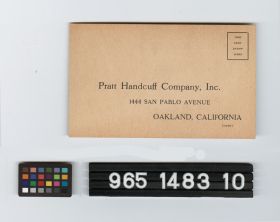 Pratt Handcuff Company, Inc.
1444 SAN PABLO AVENUE
OAKLAND, CALIFORNIA
965 1483 10